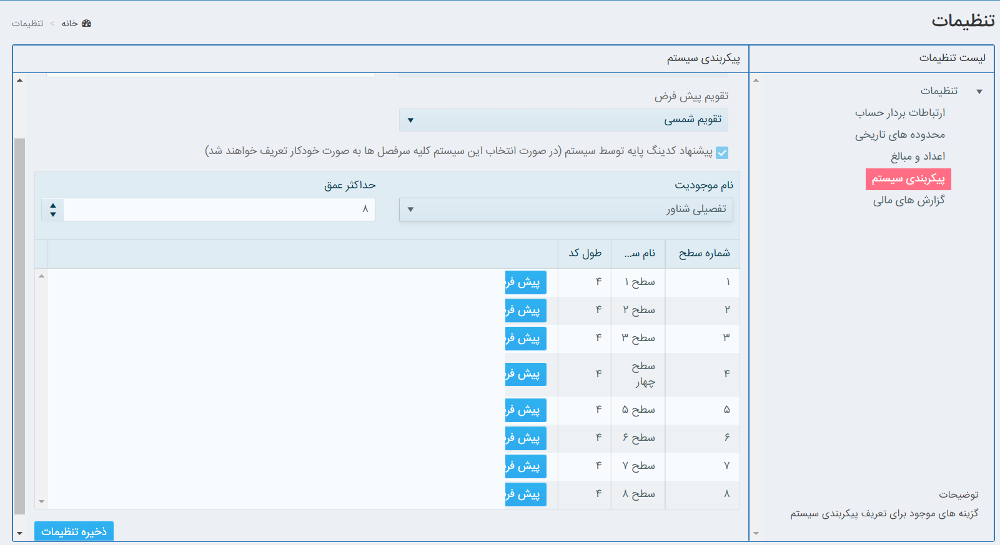 تنظیمات
خانه > تنظیمات
لیست تنظیمات
تنظیمات
ارتباطات بردار حساب
محدوده های تاریخی
اعداد و مبالغ
پیکربندی سیستم
گزارش های مالی
توضیحات
گزینه های موجود برای تعریف پیکربندی سیستم
پیکربندی سیستم
تقویم پیش فرض
تقویم شمسی
پیشنهاد کدینگ پایه توسط سیستم (در صورت انتخاب این سیستم کلیه سرفصل ها به صورت خودکار تعریف خواهند شد)
نام موجودیت
تفصیلی شناور
حداکثر عمق
۸
شماره سطح نام س... طول کد
۱ سطح ۱ ۴ پیش فر
۲ سطح ۲ ۴ پیش فر
۳ سطح ۳ ۴ پیش فر
۴ سطح چهار ۴ پیش فر
۵ سطح ۵ ۴ پیش فر
۶ سطح ۶ ۴ پیش فر
۷ سطح ۷ ۴ پیش فر
۸ سطح ۸ ۴ پیش فر
ذخیره تنظیمات